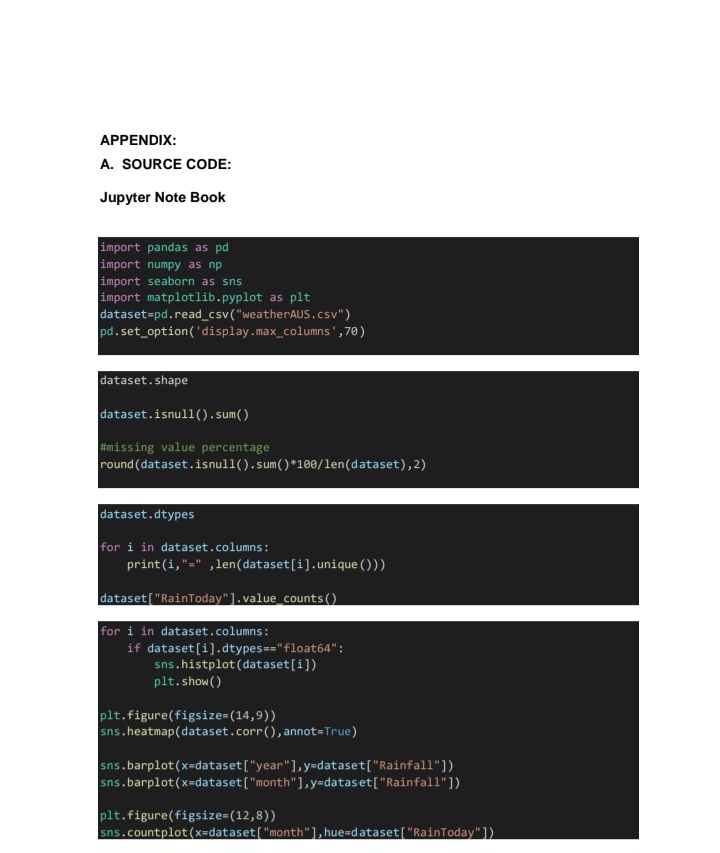 APPENDIX:
A. SOURCE CODE:
Jupyter Note Book
import pandas as pd
import numpy as np
import seaborn as sns
import matplotlib.pyplot as plt
dataset=pd.read_csv("weatherAUS.csv")
pd.set_option('display.max_columns',70)
dataset.shape
dataset.isnull().sum()
#missing value percentage
round(dataset.isnull().sum()*100/len(dataset),2)
dataset.dtypes
for i in dataset.columns:
    print(i,"=" ,len(dataset[i].unique()))
dataset["RainToday"].value_counts()
for i in dataset.columns:
    if dataset[i].dtypes=="float64":
        sns.histplot(dataset[i])
        plt.show()
plt.figure(figsize=(14,9))
sns.heatmap(dataset.corr(),annot=True)
sns.barplot(x=dataset["year"],y=dataset["Rainfall"])
sns.barplot(x=dataset["month"],y=dataset["Rainfall"])
plt.figure(figsize=(12,8))
sns.countplot(x=dataset["month"],hue=dataset["RainToday"])